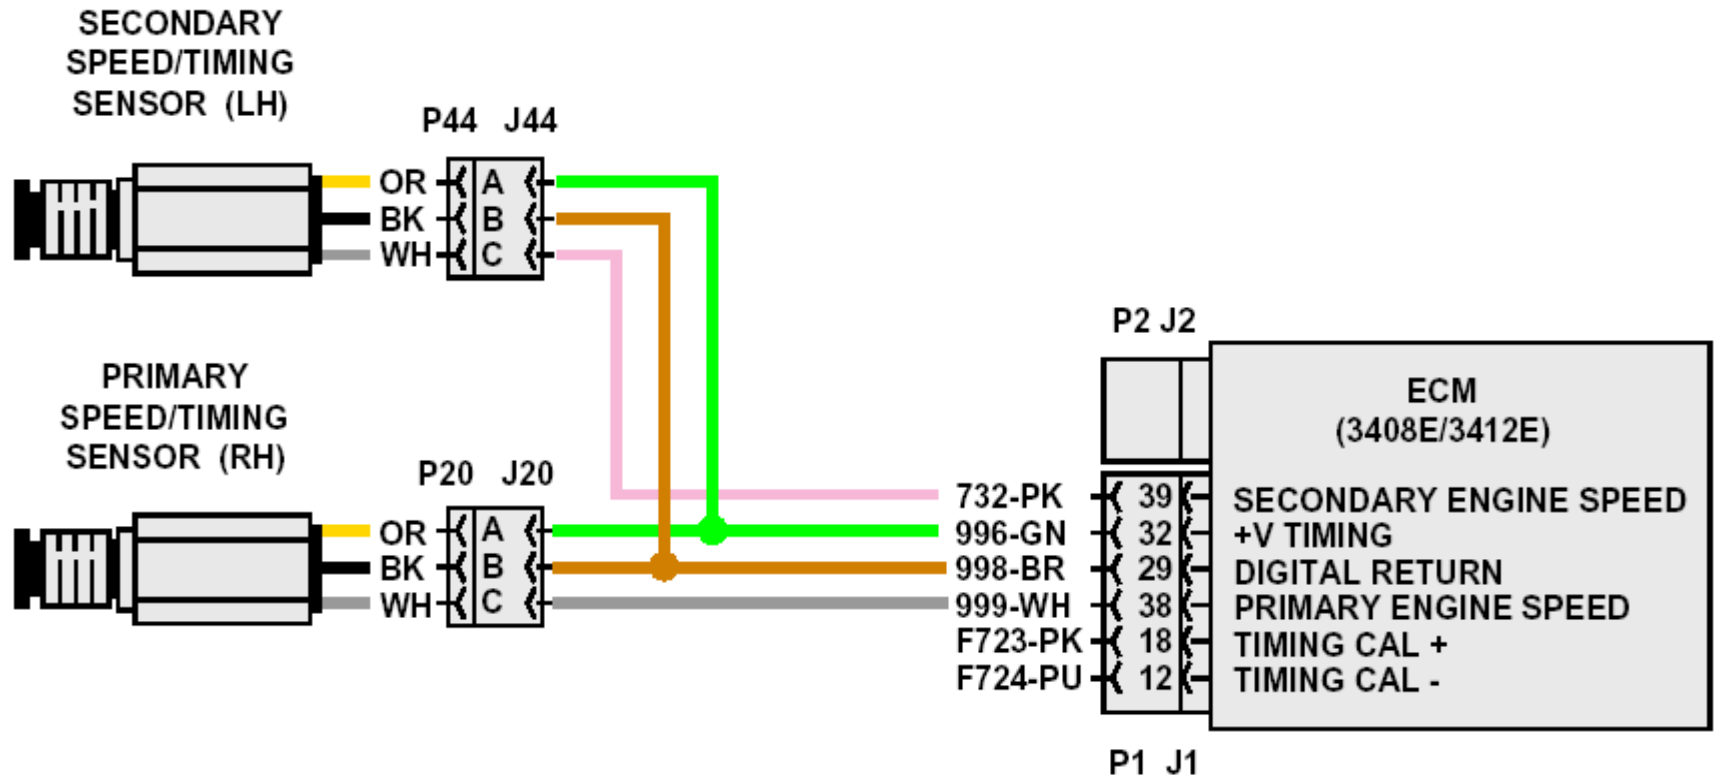 SECONDARY
SPEED/TIMING
SENSOR (LH)
P44 J44
OR A
BK B
WH C
PRIMARY
SPEED/TIMING
SENSOR (RH)
P20 J20
OR A
BK B
WH C
P2 J2
ECM
(3408E/3412E)
732-PK 39 SECONDARY ENGINE SPEED
996-GN 32 +V TIMING
998-BR 29 DIGITAL RETURN
999-WH 38 PRIMARY ENGINE SPEED
F723-PK 18 TIMING CAL +
F724-PU 12 TIMING CAL -
P1 J1